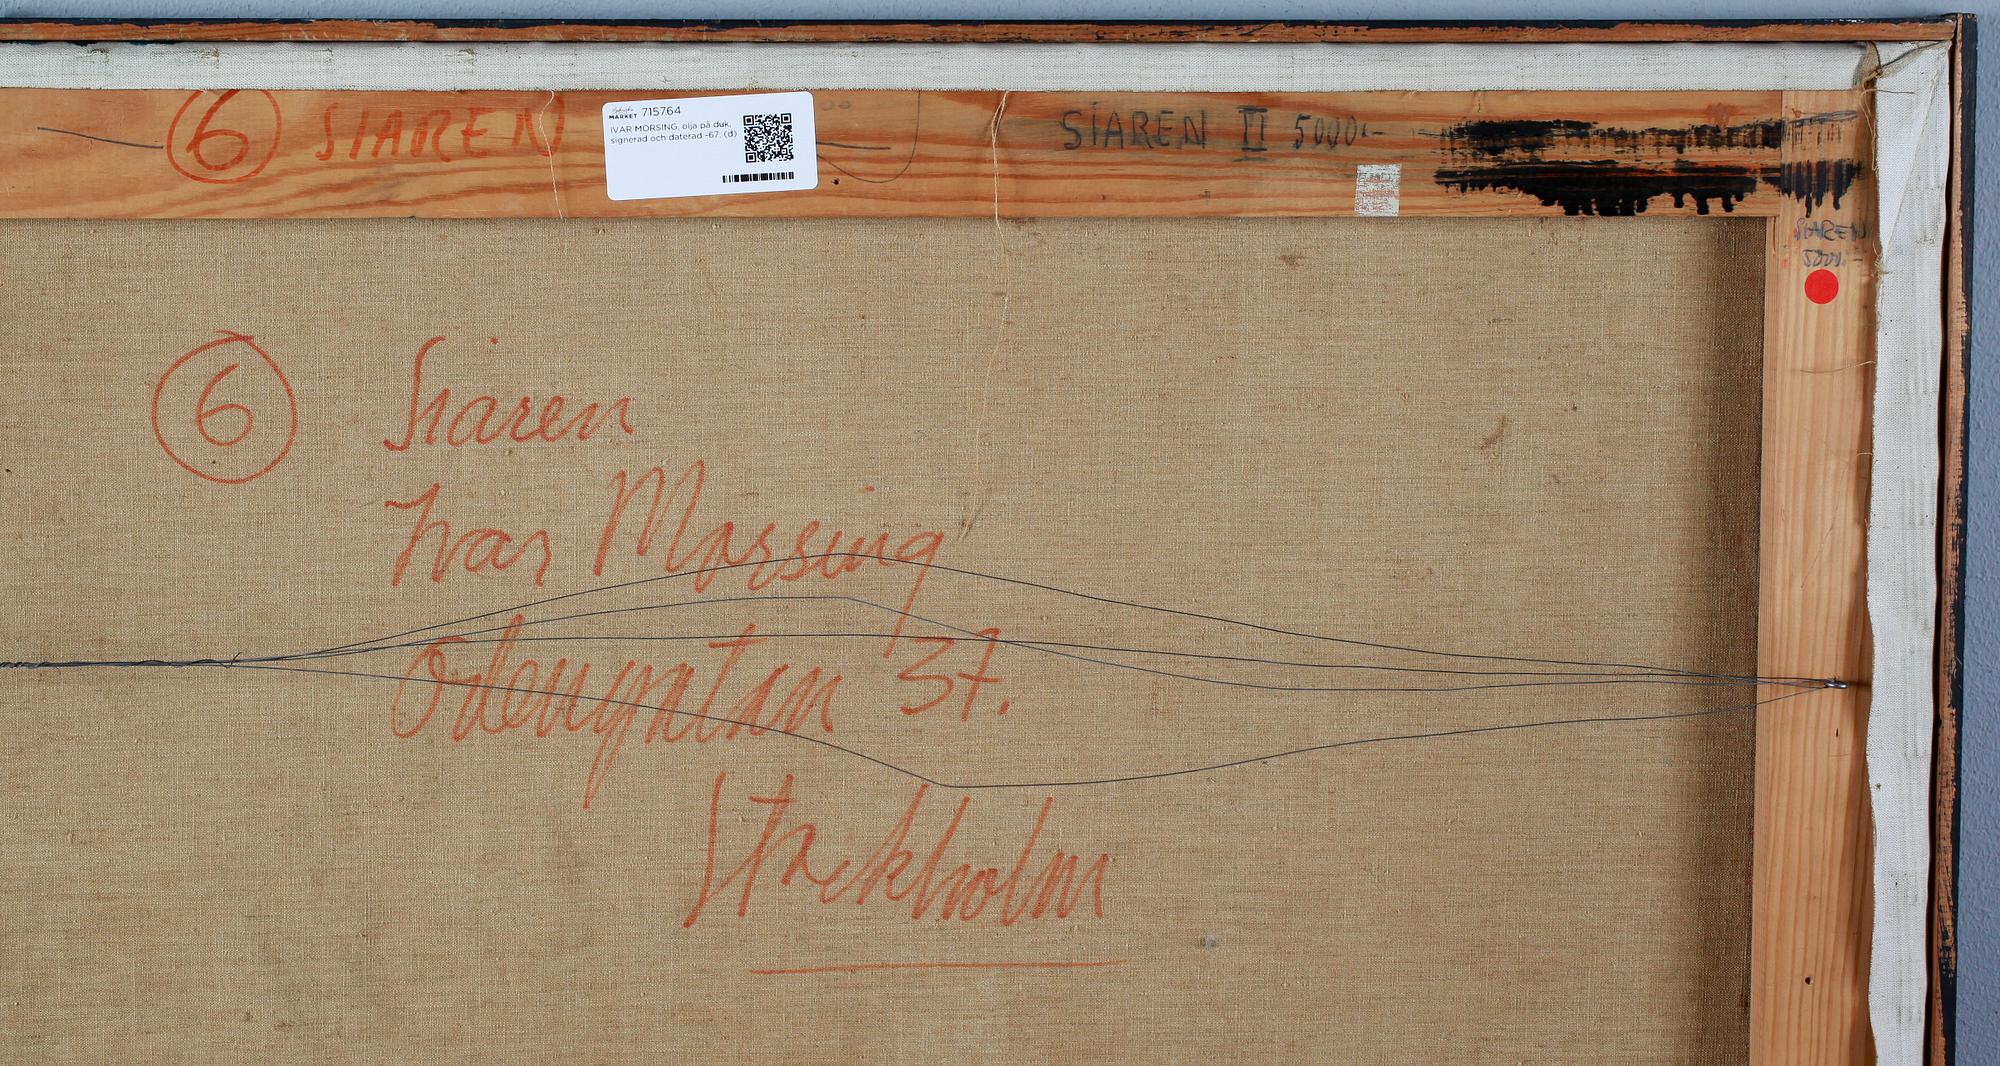 6 SIAREN
MARKET 715764
IVAR MORSING, olja på duk,
signerad och daterad -67. (d)
SIAREN II 5000:-
SIAREN
5000:-
6 Siaren
Ivar Morsing
Odengatan 37.
Stockholm